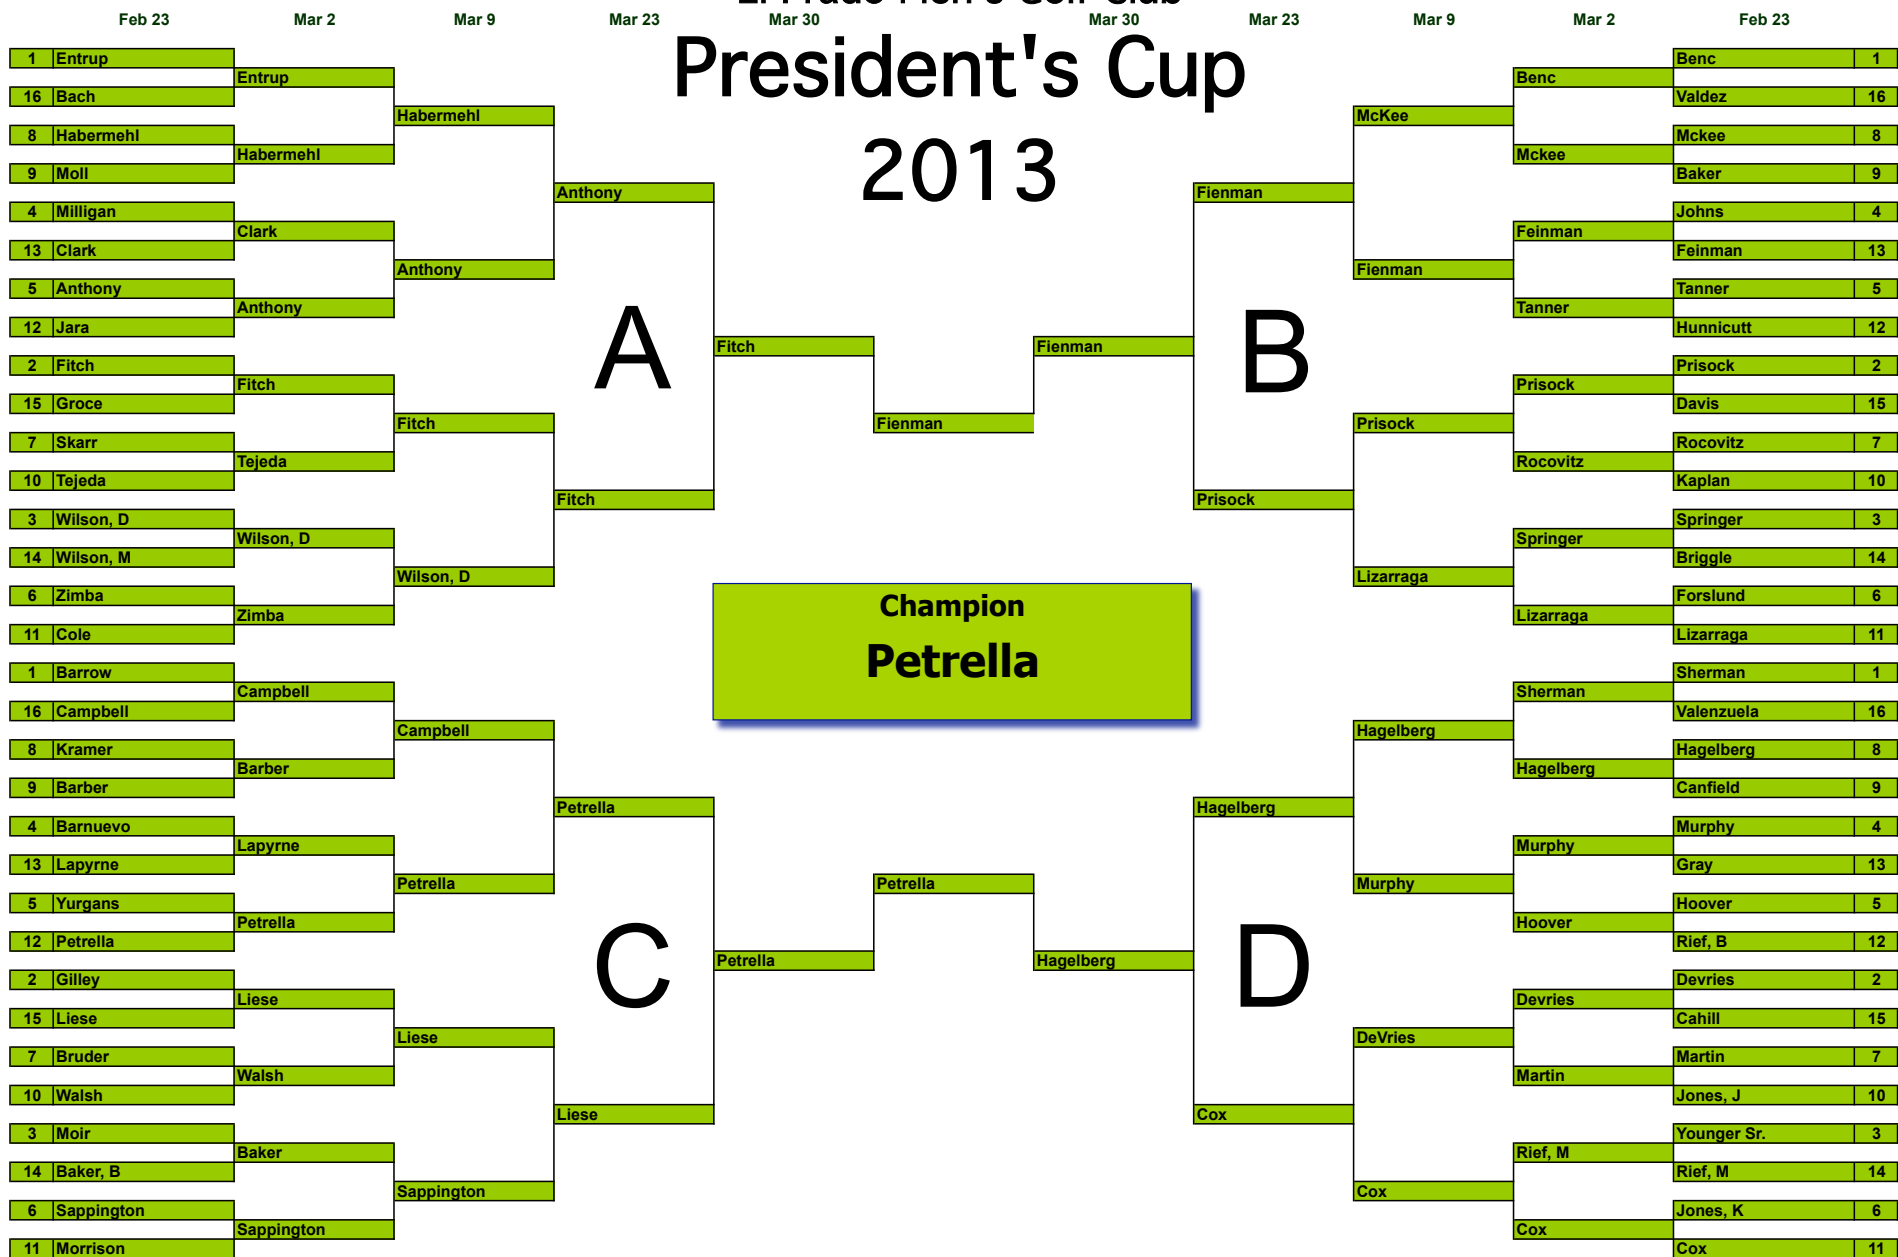 El Prado Men's Golf Club
Feb 23 Mar 2 Mar 9 Mar 23 Mar 30 Mar 30 Mar 23 Mar 9 Mar 2 Feb 23
President's Cup
2013
1 Entrup
16 Bach
8 Habermehl
9 Moll
4 Milligan
13 Clark
5 Anthony
12 Jara
2 Fitch
15 Groce
7 Skarr
10 Tejeda
3 Wilson, D
14 Wilson, M
6 Zimba
11 Cole
1 Barrow
16 Campbell
8 Kramer
9 Barber
4 Barnuevo
13 Lapyrne
5 Yurgans
12 Petrella
2 Gilley
15 Liese
7 Bruder
10 Walsh
3 Moir
14 Baker, B
6 Sappington
11 Morrison
Entrup
Habermehl
Clark
Anthony
Fitch
Tejeda
Wilson, D
Zimba
Campbell
Barber
Lapyrne
Petrella
Liese
Walsh
Baker
Sappington
Habermehl
Anthony
Fitch
Wilson, D
Campbell
Petrella
Liese
Sappington
Anthony
A
Fitch
Petrella
C
Liese
Fitch
Petrella
Fienman
Champion
Petrella
Petrella
Fienman
Hagelberg
Fienman
B
Prisock
Hagelberg
D
Cox
McKee
Fienman
Prisock
Lizarraga
Hagelberg
Murphy
DeVries
Cox
Benc
Mckee
Feinman
Tanner
Prisock
Rocovitz
Springer
Lizarraga
Sherman
Hagelberg
Murphy
Hoover
Devries
Martin
Rief, M
Cox
Benc 1
Valdez 16
Mckee 8
Baker 9
Johns 4
Feinman 13
Tanner 5
Hunnicutt 12
Prisock 2
Davis 15
Rocovitz 7
Kaplan 10
Springer 3
Briggle 14
Forslund 6
Lizarraga 11
Sherman 1
Valenzuela 16
Hagelberg 8
Canfield 9
Murphy 4
Gray 13
Hoover 5
Rief, B 12
Devries 2
Cahill 15
Martin 7
Jones, J 10
Younger Sr. 3
Rief, M 14
Jones, K 6
Cox 11